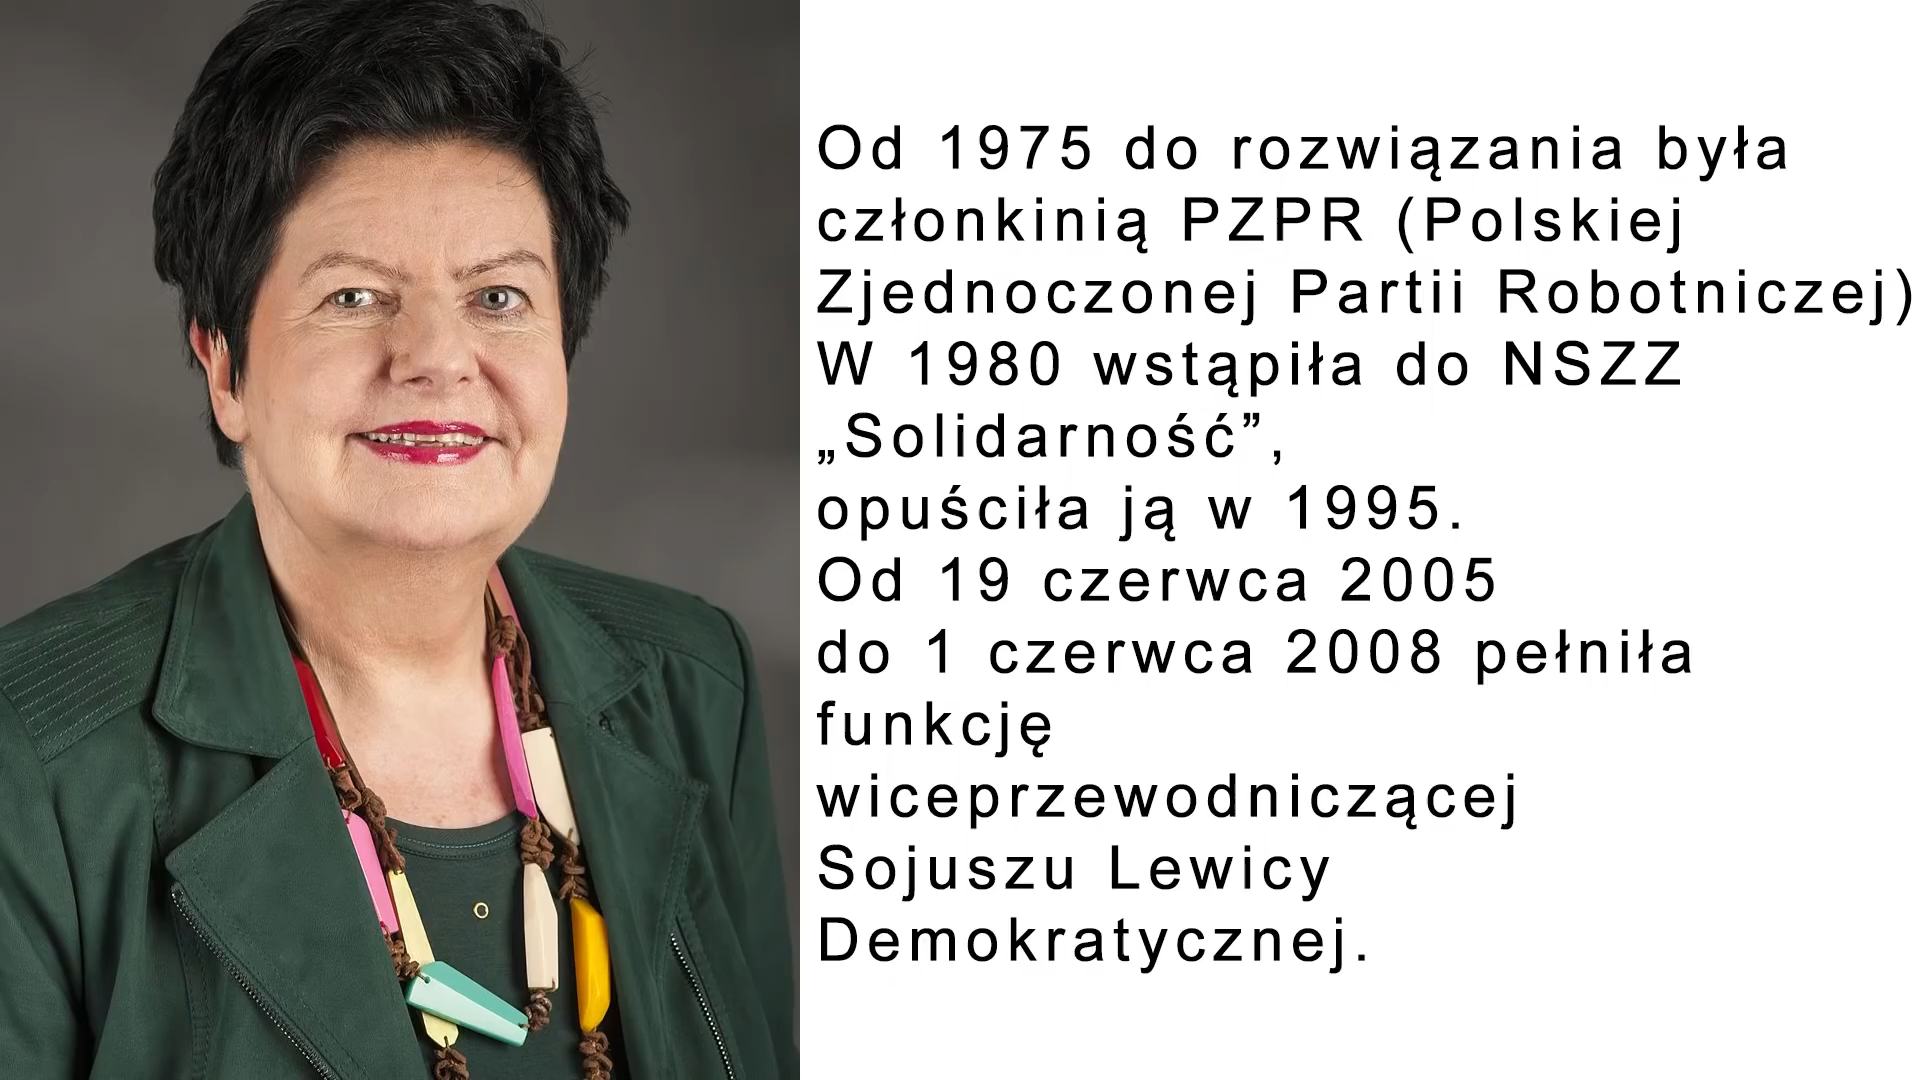 Od 1975 do rozwiązania była
członkinią PZPR (Polskiej
Zjednoczonej Partii Robotniczej)
W 1980 wstąpiła do NSZZ
„Solidarność”,
opuściła ją w 1995.
Od 19 czerwca 2005
do 1 czerwca 2008 pełniła
funkcję
wiceprzewodniczącej
Sojuszu Lewicy
Demokratycznej.